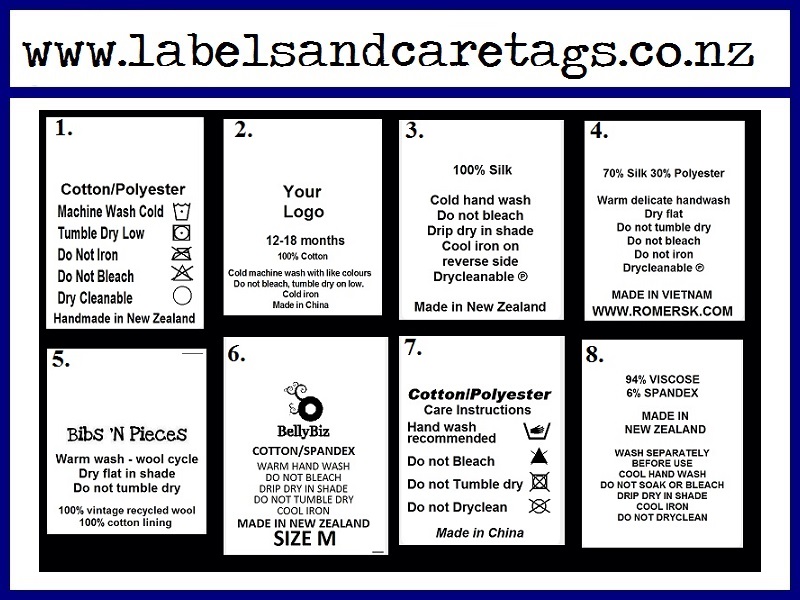 www.labelsandcaretags.co.nz
1.
Cotton/Polyester
Machine Wash Cold
Tumble Dry Low
Do Not Iron
Do Not Bleach
Dry Cleanable
Handmade in New Zealand
2.
Your
Logo
12-18 months
100% Cotton
Cold machine wash with like colours
Do not bleach, tumble dry on low.
Cold iron
Made in China
3.
100% Silk
Cold hand wash
Do not bleach
Drip dry in shade
Cool iron on
reverse side
Drycleanable Ⓟ
Made in New Zealand
4.
70% Silk 30% Polyester
Warm delicate handwash
Dry flat
Do not tumble dry
Do not bleach
Do not iron
Drycleanable Ⓟ
MADE IN VIETNAM
WWW.ROMERSK.COM
5.
Bibs 'N Pieces
Warm wash - wool cycle
Dry flat in shade
Do not tumble dry
100% vintage recycled wool
100% cotton lining
6.
BellyBiz
COTTON/SPANDEX
WARM HAND WASH
DO NOT BLEACH
DRIP DRY IN SHADE
DO NOT TUMBLE DRY
COOL IRON
MADE IN NEW ZEALAND
SIZE M
7.
Cotton/Polyester
Care Instructions
Hand wash
recommended
Do not Bleach
Do not Tumble dry
Do not Dryclean
Made in China
8.
94% VISCOSE
6% SPANDEX
MADE IN
NEW ZEALAND
WASH SEPARATELY
BEFORE USE
COOL HAND WASH
DO NOT SOAK OR BLEACH
DRIP DRY IN SHADE
COOL IRON
DO NOT DRYCLEAN